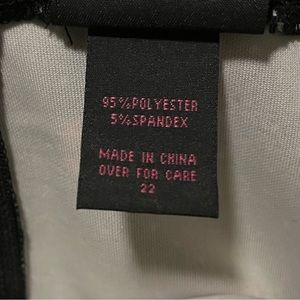 95%POLYESTER
5%SPANDEX
MADE IN CHINA
OVER FOR CARE
22